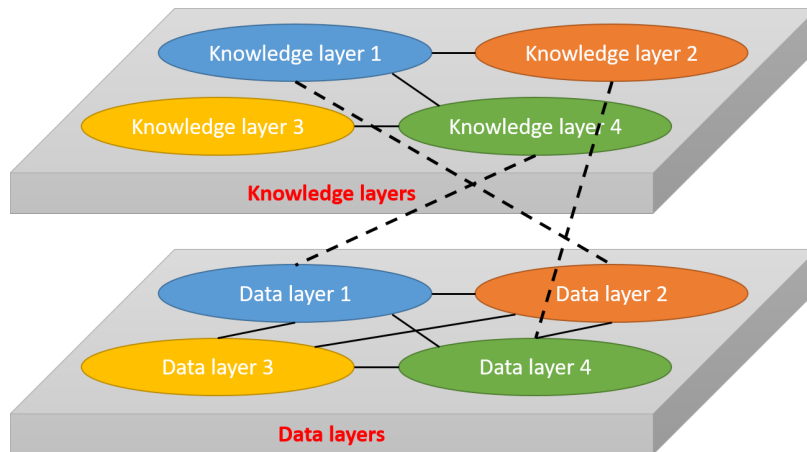 Knowledge layer 1
Knowledge layer 2
Knowledge layer 3
Knowledge layer 4
Knowledge layers
Data layer 1
Data layer 2
Data layer 3
Data layer 4
Data layers